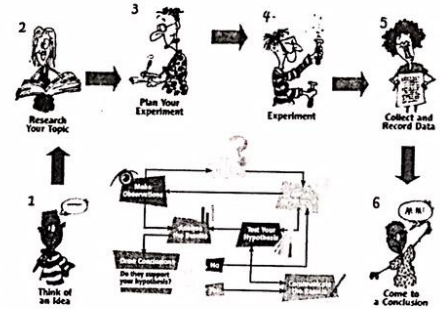 2
3
4
5
Research
Your Topic
Plan Your
Experiment
Experiment
Collect and
Record Data
1
Think of
an Idea
6
Come to
a Conclusion
?
Make
Observations
Test Your
Hypothesis
Draw Conclusions
Do they support
your hypothesis?
No